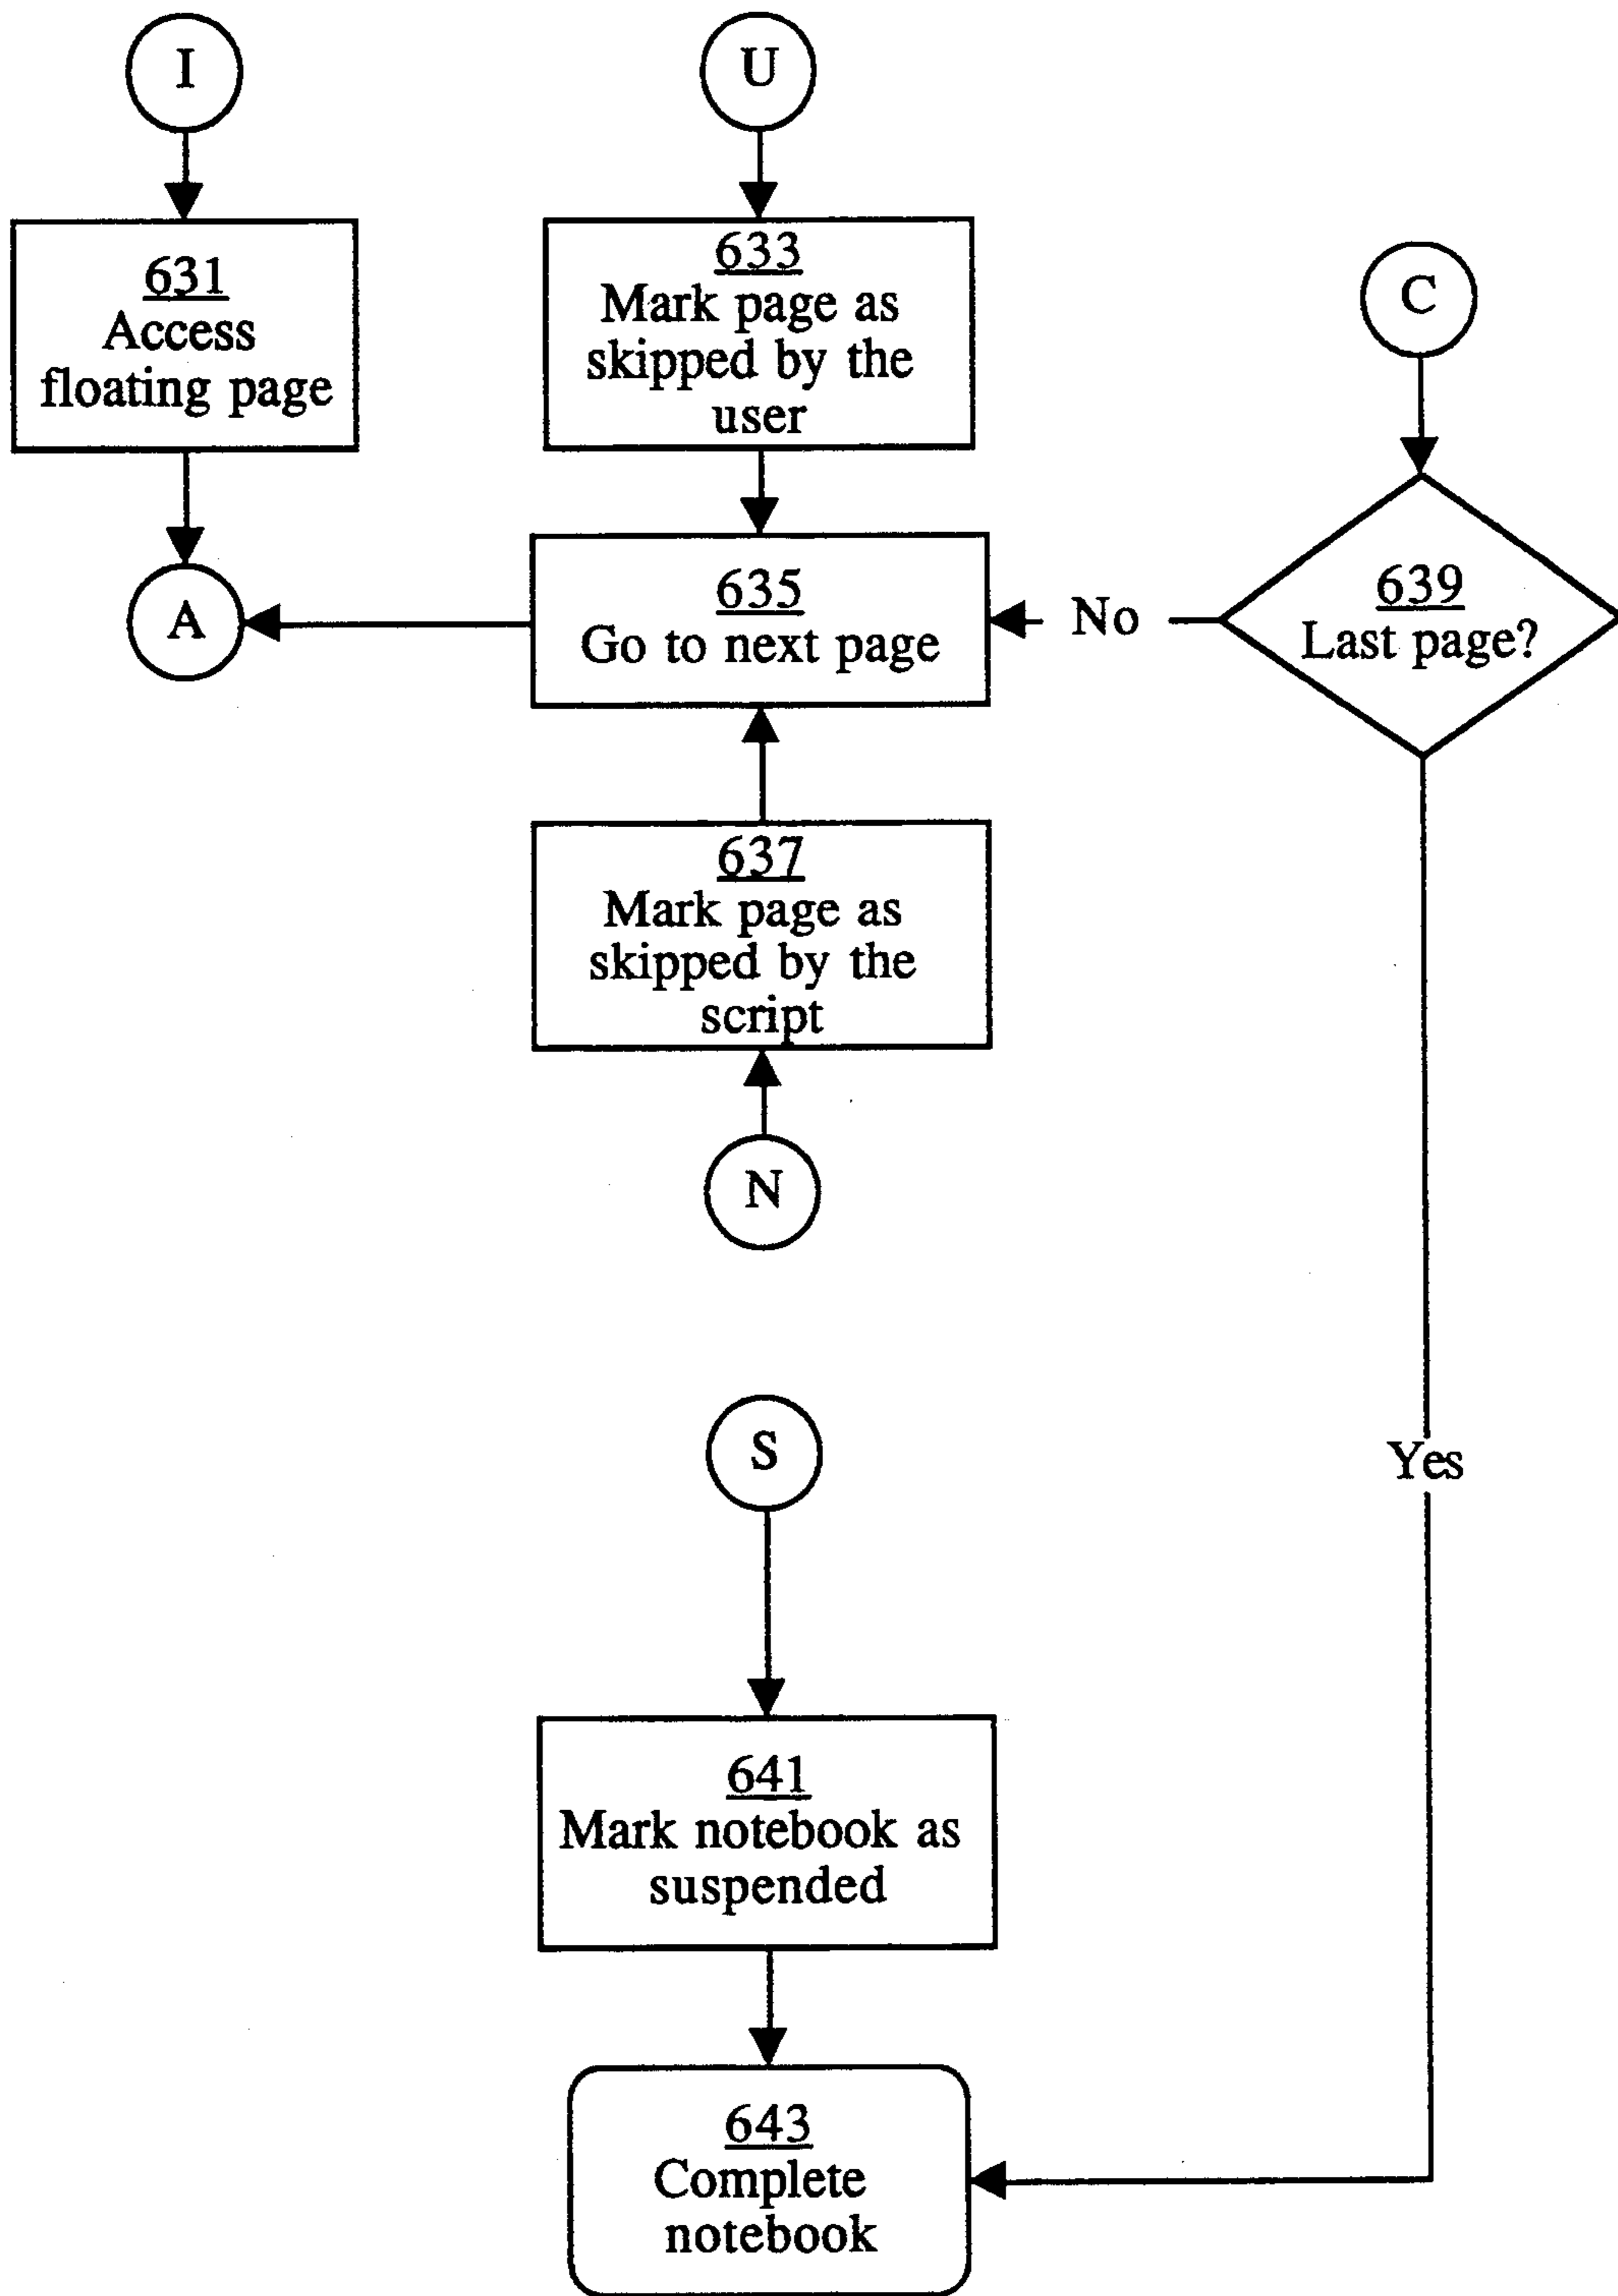 I
U
631
Access
floating page
633
Mark page as
skipped by the
user
C
A
635
Go to next page
No
639
Last page?
637
Mark page as
skipped by the
script
N
S
Yes
641
Mark notebook as
suspended
643
Complete
notebook